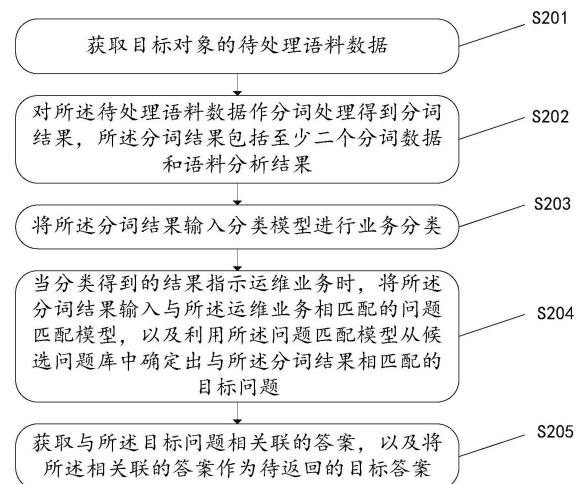 S201
获取目标对象的待处理语料数据
S202
对所述待处理语料数据作分词处理得到分词
结果，所述分词结果包括至少二个分词数据
和语料分析结果
S203
将所述分词结果输入分类模型进行业务分类
S204
当分类得到的结果指示运维业务时，将所述
分词结果输入与所述运维业务相匹配的问题
匹配模型，以及利用所述问题匹配模型从候
选问题库中确定出与所述分词结果相匹配的
目标问题
S205
获取与所述目标问题相关联的答案，以及将
所述相关联的答案作为待返回的目标答案